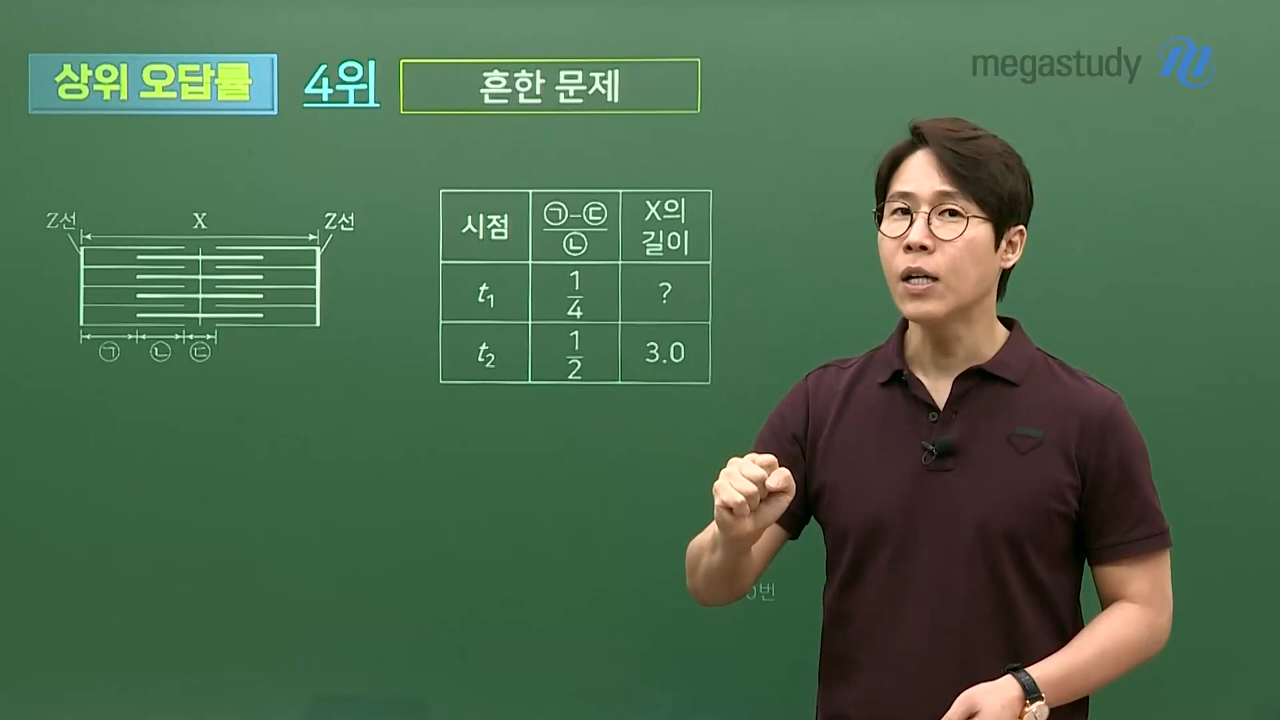 상위 오답률 4위 흔한 문제
megastudy
Z선 X Z선
㉠ ㉡ ㉢
시점 ㉠-㉢/㉡ X의 길이
t₁ 1/4 ?
t₂ 1/2 3.0
번